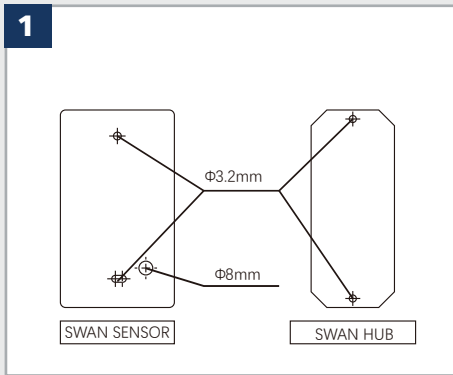 1
Φ3.2mm
Φ8mm
SWAN SENSOR
SWAN HUB